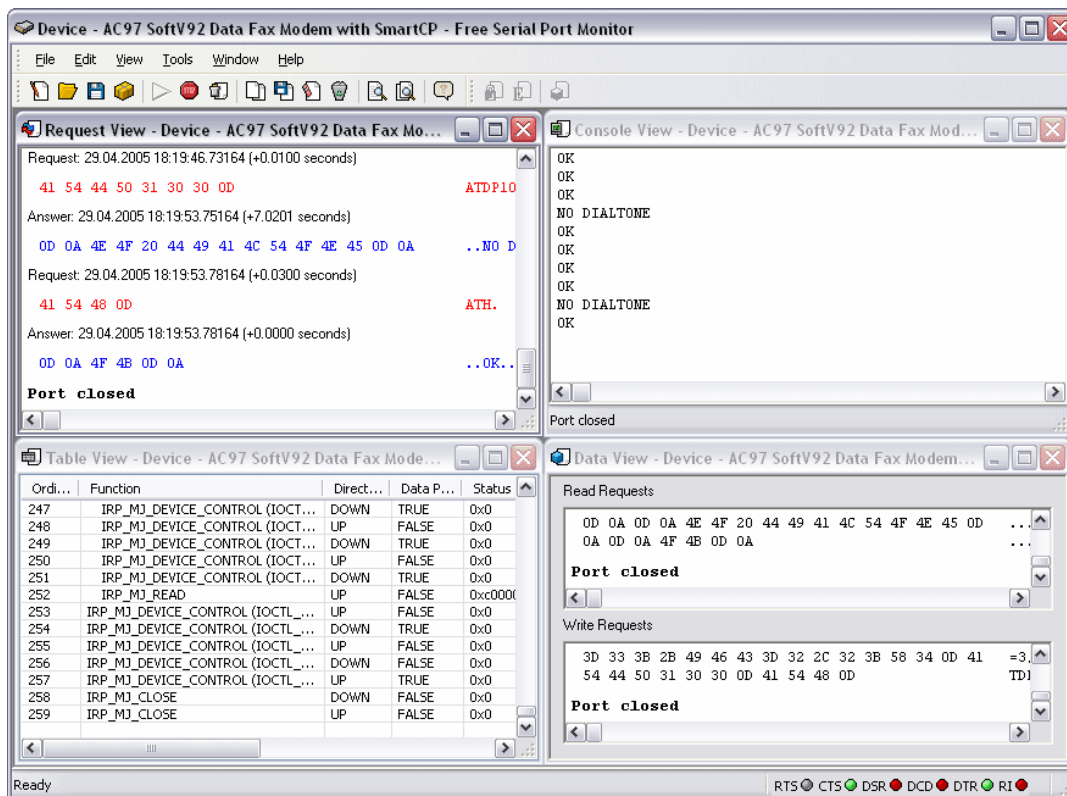 Device - AC97 SoftV92 Data Fax Modem with SmartCP - Free Serial Port Monitor
File Edit View Tools Window Help
STOP
Request View - Device - AC97 SoftV92 Data Fax Mo...
Request: 29.04.2005 18:19:46.73164 (+0.0100 seconds)
41 54 44 50 31 30 30 0D ATDP10
Answer: 29.04.2005 18:19:53.75164 (+7.0201 seconds)
0D 0A 4E 4F 20 44 49 41 4C 54 4F 4E 45 0D 0A ..NO D
Request: 29.04.2005 18:19:53.78164 (+0.0300 seconds)
41 54 48 0D ATH.
Answer: 29.04.2005 18:19:53.78164 (+0.0000 seconds)
0D 0A 4F 4B 0D 0A ..OK..
Port closed
Console View - Device - AC97 SoftV92 Data Fax Mod...
OK
OK
OK
NO DIALTONE
OK
OK
OK
OK
NO DIALTONE
OK
Port closed
Table View - Device - AC97 SoftV92 Data Fax Mode...
Ordi... Function Direct... Data P... Status
247 IRP_MJ_DEVICE_CONTROL (IOCT... DOWN TRUE 0x0
248 IRP_MJ_DEVICE_CONTROL (IOCT... UP FALSE 0x0
249 IRP_MJ_DEVICE_CONTROL (IOCT... DOWN TRUE 0x0
250 IRP_MJ_DEVICE_CONTROL (IOCT... UP FALSE 0x0
251 IRP_MJ_DEVICE_CONTROL (IOCT... DOWN TRUE 0x0
252 IRP_MJ_READ UP FALSE 0xc000
253 IRP_MJ_DEVICE_CONTROL (IOCTL_... UP FALSE 0x0
254 IRP_MJ_DEVICE_CONTROL (IOCTL_... DOWN TRUE 0x0
255 IRP_MJ_DEVICE_CONTROL (IOCTL_... UP FALSE 0x0
256 IRP_MJ_DEVICE_CONTROL (IOCTL_... DOWN FALSE 0x0
257 IRP_MJ_DEVICE_CONTROL (IOCTL_... UP TRUE 0x0
258 IRP_MJ_CLOSE DOWN FALSE 0x0
259 IRP_MJ_CLOSE UP FALSE 0x0
Data View - Device - AC97 SoftV92 Data Fax Modem...
Read Requests
0D 0A 0D 0A 4E 4F 20 44 49 41 4C 54 4F 4E 45 0D ...
0A 0D 0A 4F 4B 0D 0A ...
Port closed
Write Requests
3D 33 3B 2B 49 46 43 3D 32 2C 32 3B 58 34 0D 41 =3,
54 44 50 31 30 30 0D 41 54 48 0D TD
Port closed
Ready
RTS CTS DSR DCD DTR RI